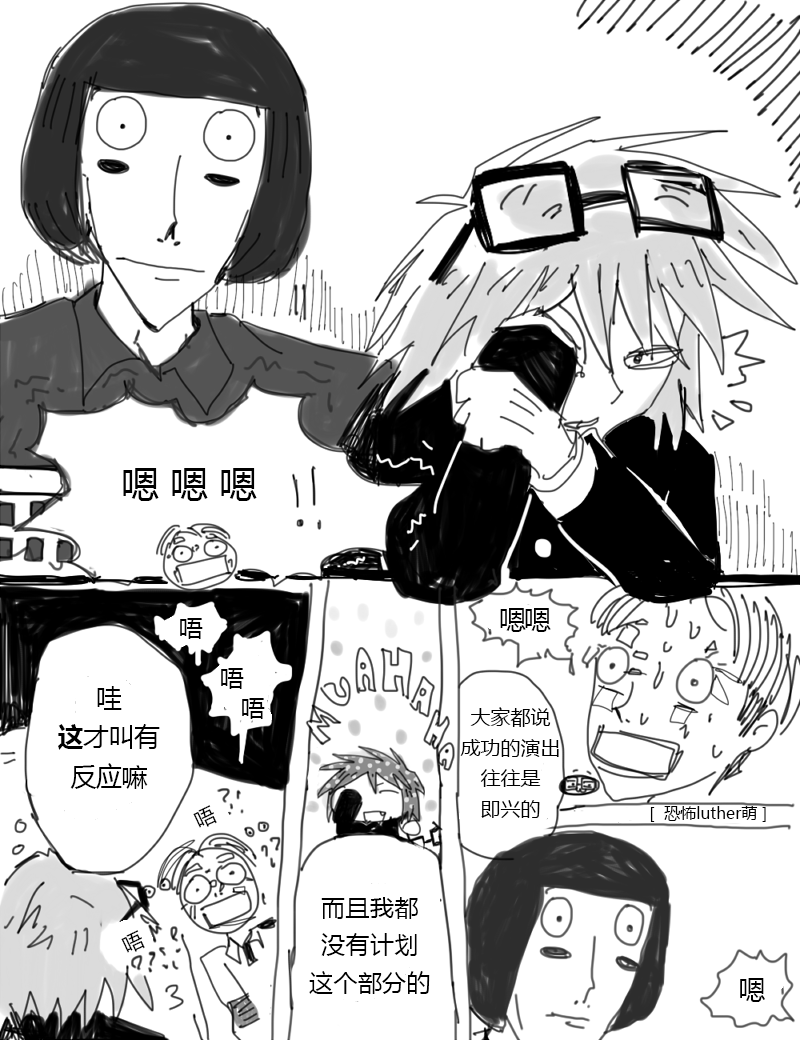 嗯 嗯 嗯 !!
唔
唔
唔
哇
这才叫有
反应嘛
唔
?!
??
唔
MUAHAHA
而且我都
没有计划
这个部分的
嗯嗯
大家都说
成功的演出
往往是
即兴的
[ 恐怖luther萌 ]
嗯